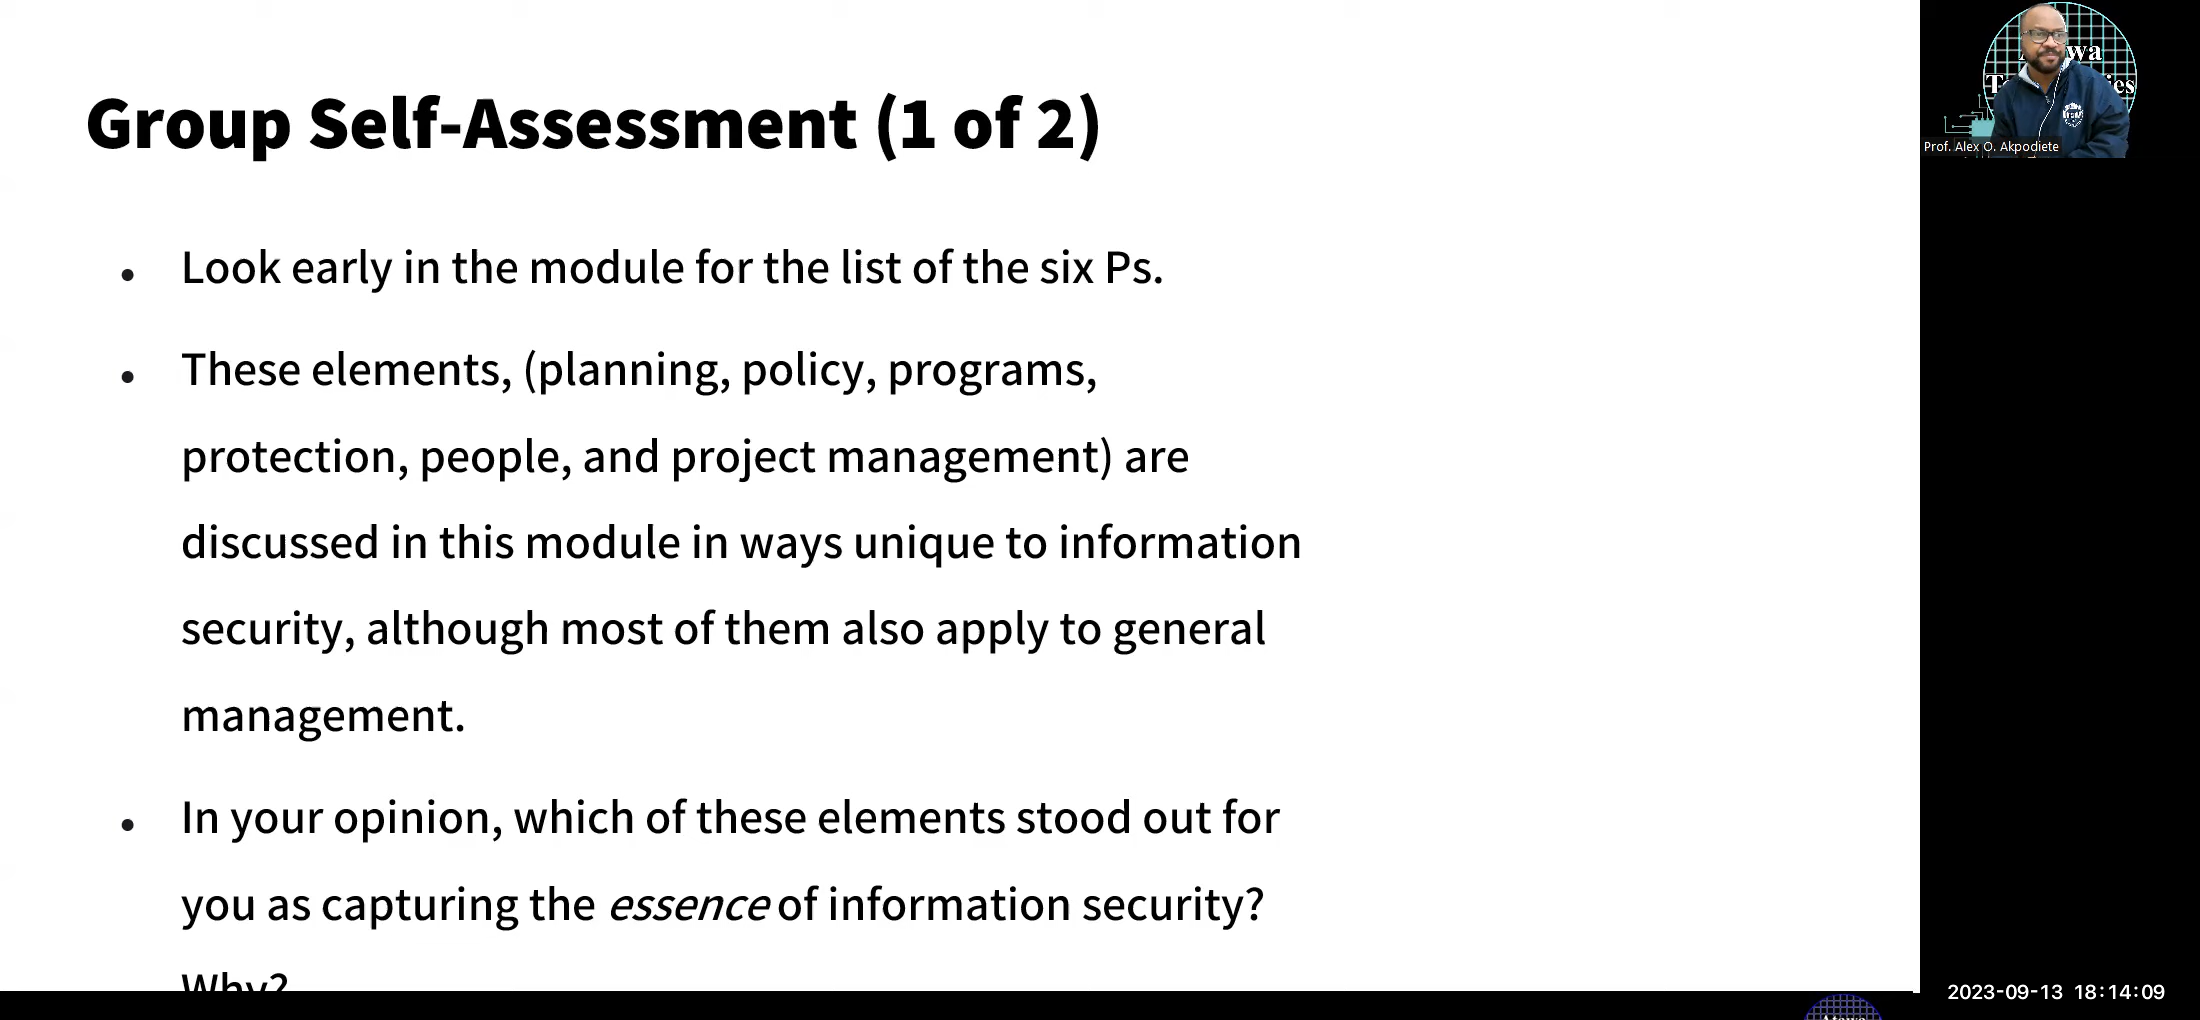 Group Self-Assessment (1 of 2)
• Look early in the module for the list of the six Ps.
• These elements, (planning, policy, programs,
protection, people, and project management) are
discussed in this module in ways unique to information
security, although most of them also apply to general
management.
• In your opinion, which of these elements stood out for
you as capturing the essence of information security?
Why?
Prof. Alex O. Akpodiete
2023-09-13 18:14:09